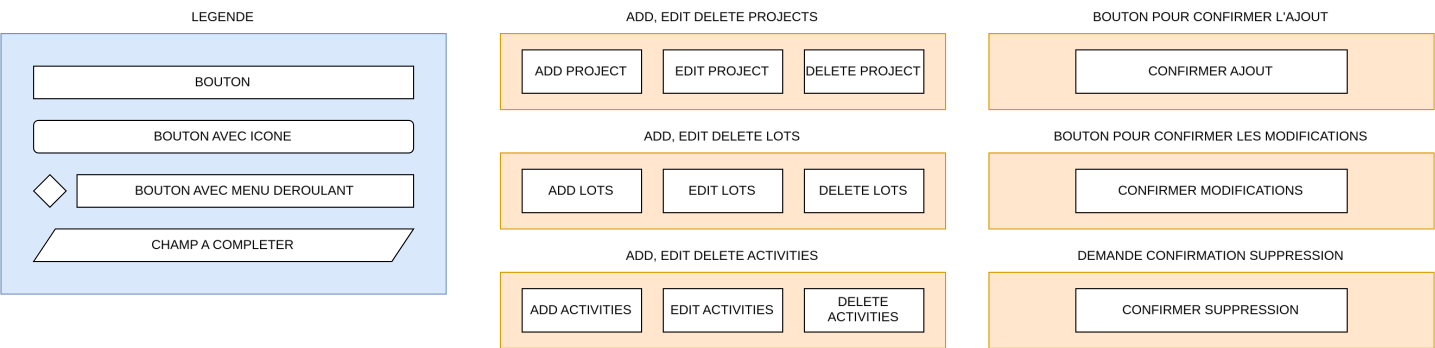 LEGENDE
BOUTON
BOUTON AVEC ICONE
BOUTON AVEC MENU DEROULANT
CHAMP A COMPLETER
ADD, EDIT DELETE PROJECTS
ADD PROJECT
EDIT PROJECT
DELETE PROJECT
ADD, EDIT DELETE LOTS
ADD LOTS
EDIT LOTS
DELETE LOTS
ADD, EDIT DELETE ACTIVITIES
ADD ACTIVITIES
EDIT ACTIVITIES
DELETE
ACTIVITIES
BOUTON POUR CONFIRMER L'AJOUT
CONFIRMER AJOUT
BOUTON POUR CONFIRMER LES MODIFICATIONS
CONFIRMER MODIFICATIONS
DEMANDE CONFIRMATION SUPPRESSION
CONFIRMER SUPPRESSION